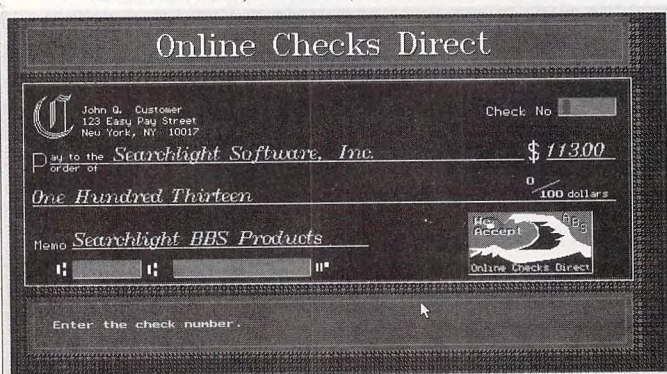 Online Checks Direct
John Q. Customer
123 Easy Pay Street
New York, NY 10017
Check No
Pay to the order of Searchlight Software, Inc. $ 113.00
One Hundred Thirteen 0/100 dollars
We Accept ABS
Memo Searchlight BBS Products
Online Checks Direct
Enter the check number.